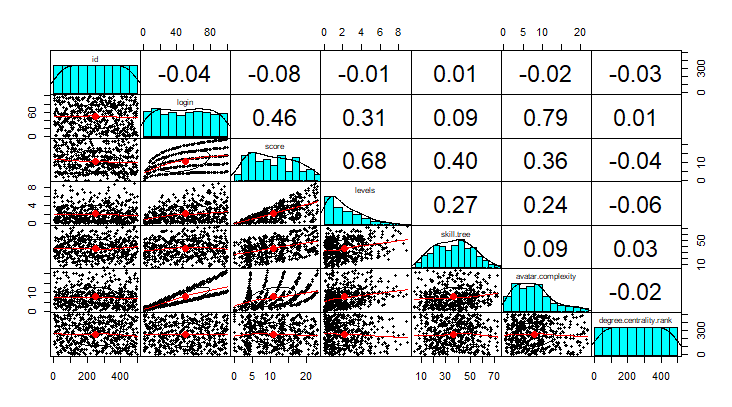 0 40 80 0 2 4 6 8 0 10 20
id -0.04 -0.08 -0.01 0.01 -0.02 -0.03 0 300
0 60 login 0.46 0.31 0.09 0.79 0.01
score 0.68 0.40 0.36 -0.04 0 10
0 4 8 levels 0.27 0.24 -0.06
skill.tree 0.09 0.03 10 50
0 10 avatar.complexity -0.02
degree.centrality.rank 0 300
0 200 400 0 5 10 20 10 30 50 70 0 200 400